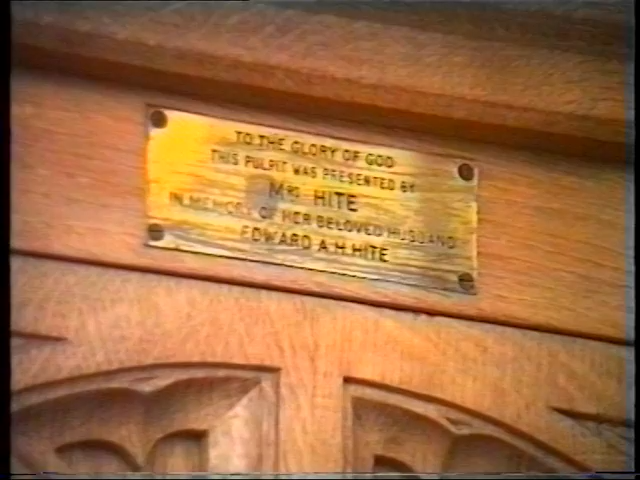 TO THE GLORY OF GOD
THIS PULPIT WAS PRESENTED BY
MRS HITE
IN MEMORY OF HER BELOVED HUSBAND
EDWARD A.H.HITE